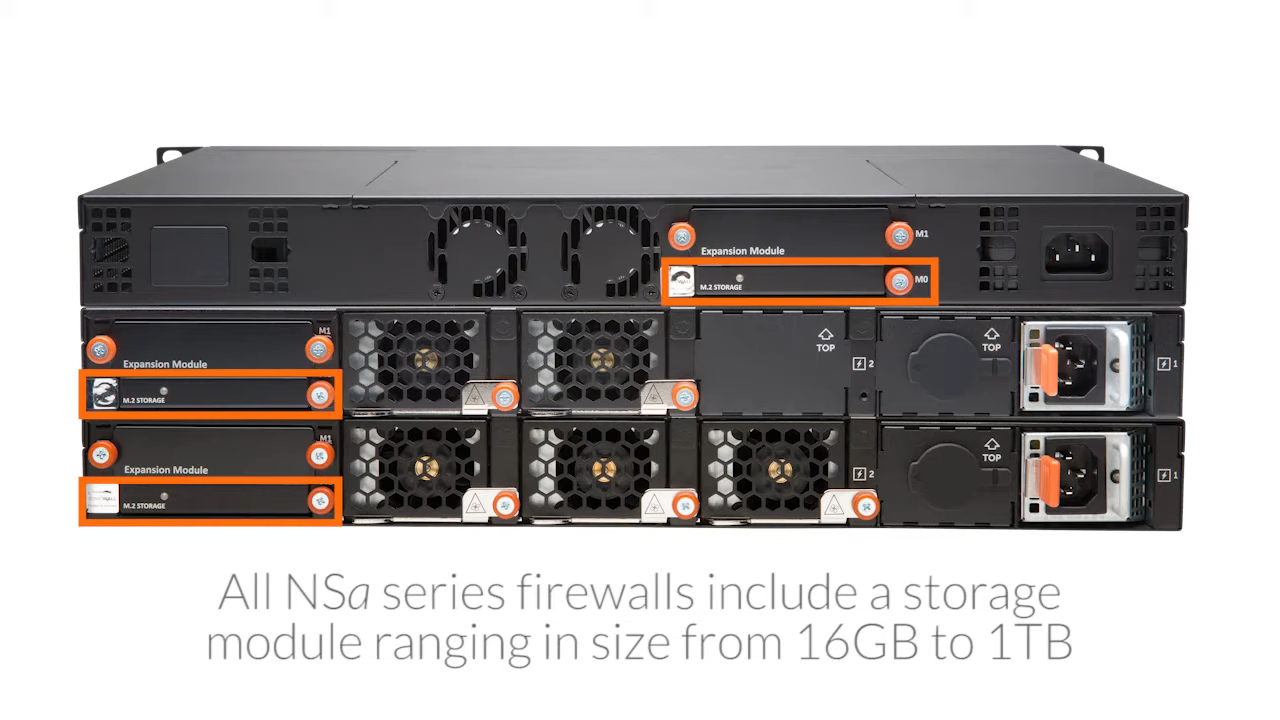 Expansion Module
M1
M.2 STORAGE
M0
M1
Expansion Module
TOP
2
TOP
1
M.2 STORAGE
M1
Expansion Module
2
TOP
1
M.2 STORAGE
All NSa series firewalls include a storage
module ranging in size from 16GB to 1TB